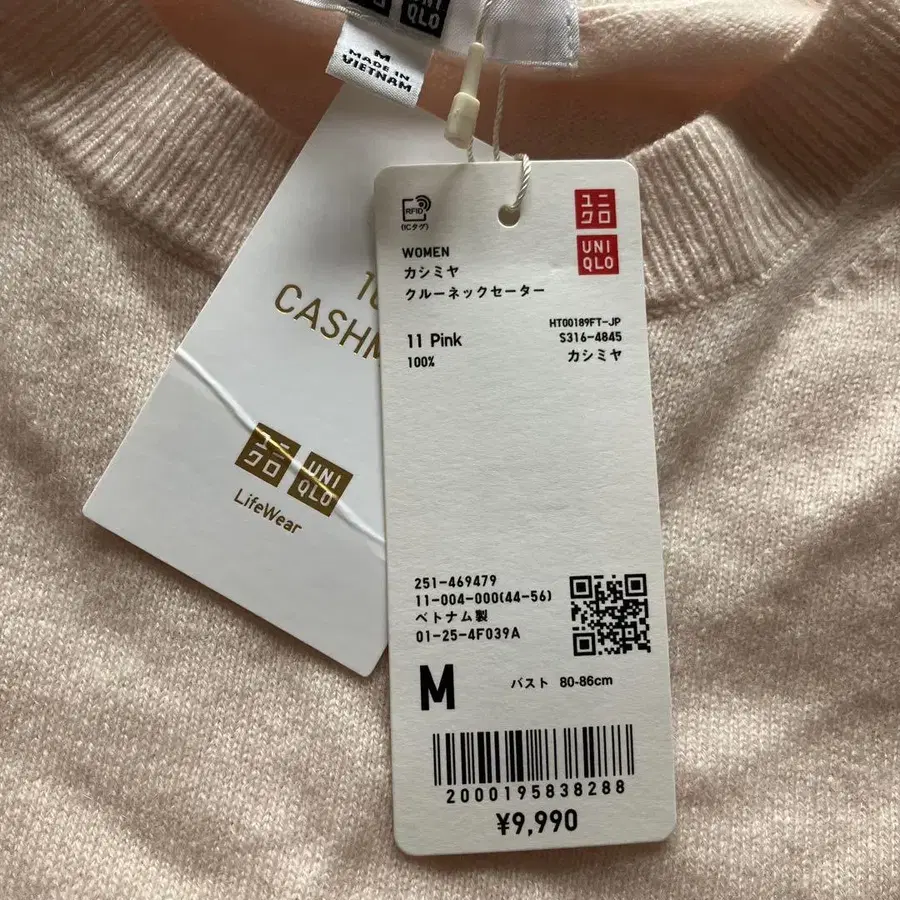 UNI
QLO
M
MADE IN
VIETNAM
CASHM
ユニ
クロ
UNI
QLO
LifeWear
RFID
(ICタグ)
ユニ
クロ
UNI
QLO
WOMEN
カシミヤ
クルーネックセーター
HT00189FT-JP
11 Pink
S316-4845
100%
カシミヤ
251-469479
11-004-000(44-56)
ベトナム製
01-25-4F039A
M
バスト 80-86cm
2000195838288
¥9,990